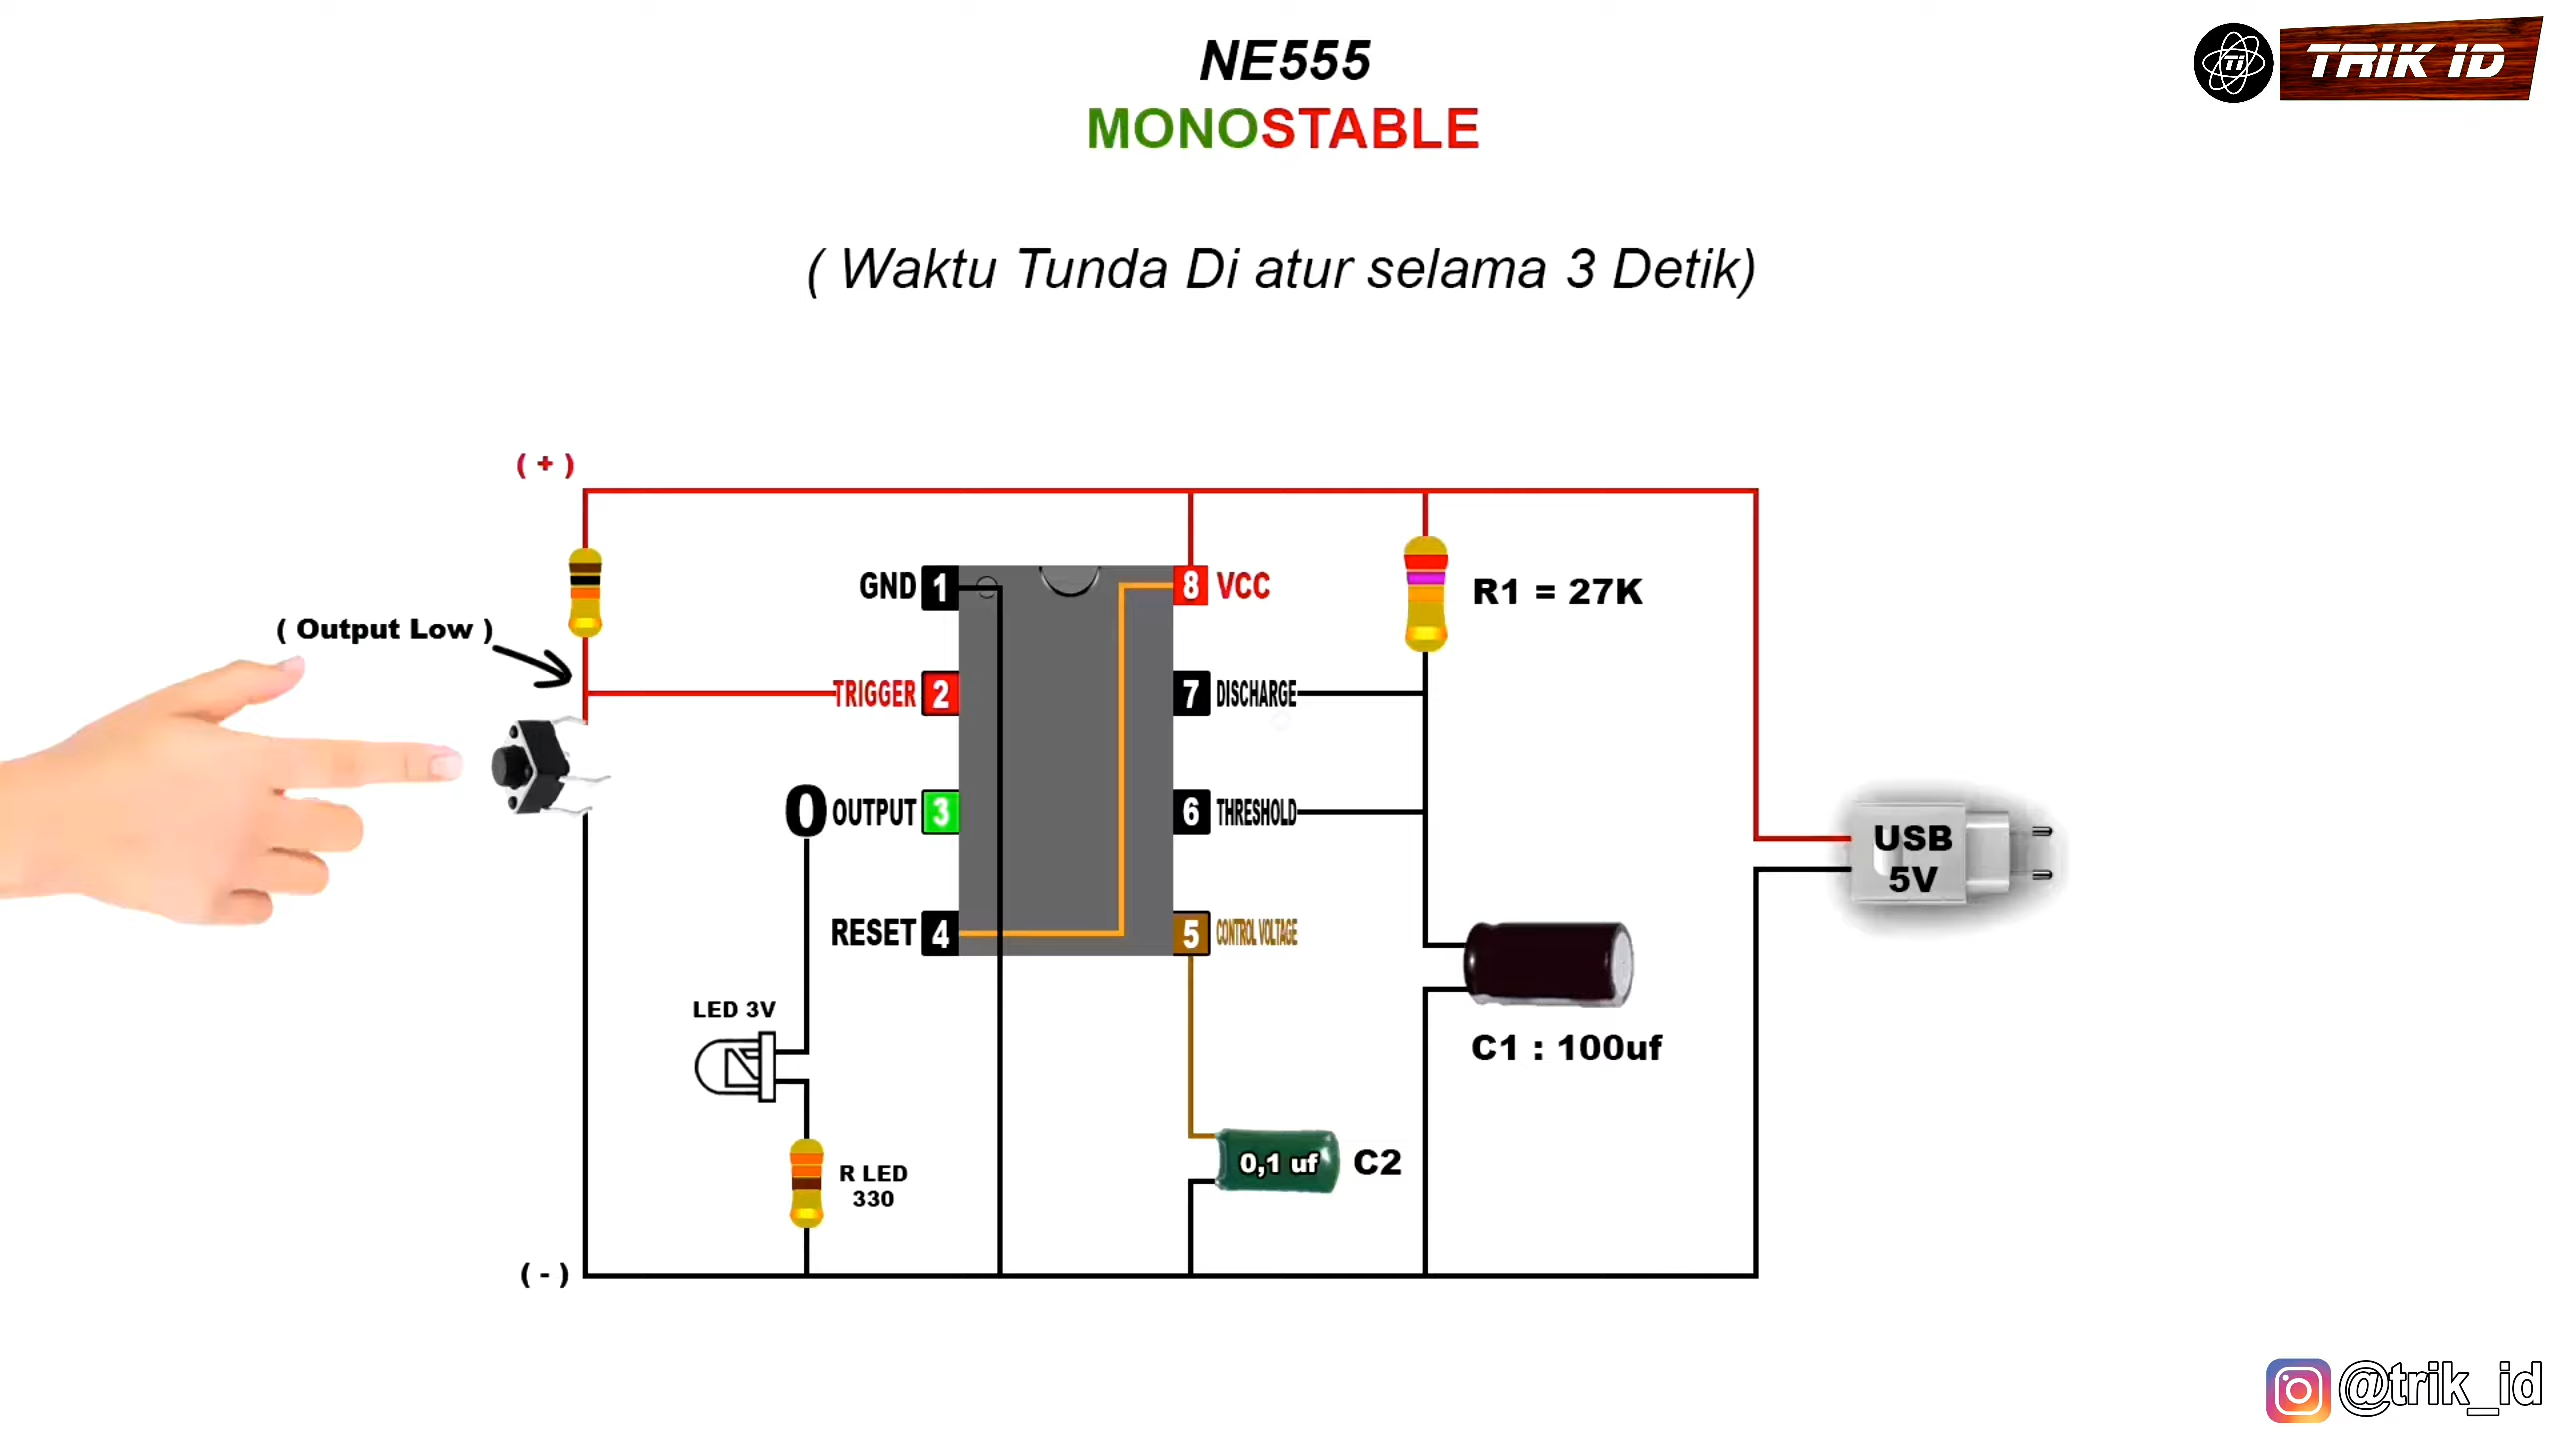 NE555
TRIK ID
Ti
MONOSTABLE
( Waktu Tunda Di atur selama 3 Detik)
( + )
GND 1
8 VCC
R1 = 27K
( Output Low )
TRIGGER 2
7 DISCHARGE
0 OUTPUT 3
6 THRESHOLD
USB
5V
RESET 4
5 CONTROL VOLTAGE
LED 3V
C1 : 100uf
0,1 uf
C2
R LED
330
( - )
@trik_id